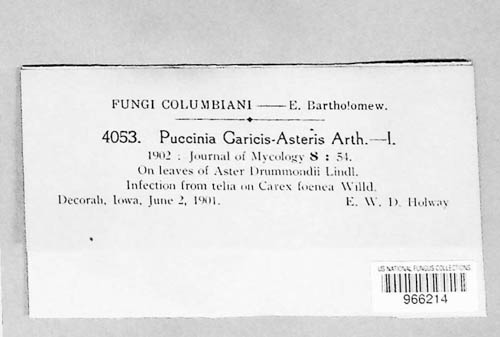 FUNGI COLUMBIANI — E. Bartholomew.
4053. Puccinia Caricis-Asteris Arth.—I.
1902 : Journal of Mycology 8 : 54.
On leaves of Aster Drummondii Lindl.
Infection from telia on Carex foenea Willd.
Decorah, Iowa, June 2, 1901. E. W. D. Holway
US NATIONAL FUNGUS COLLECTIONS
966214